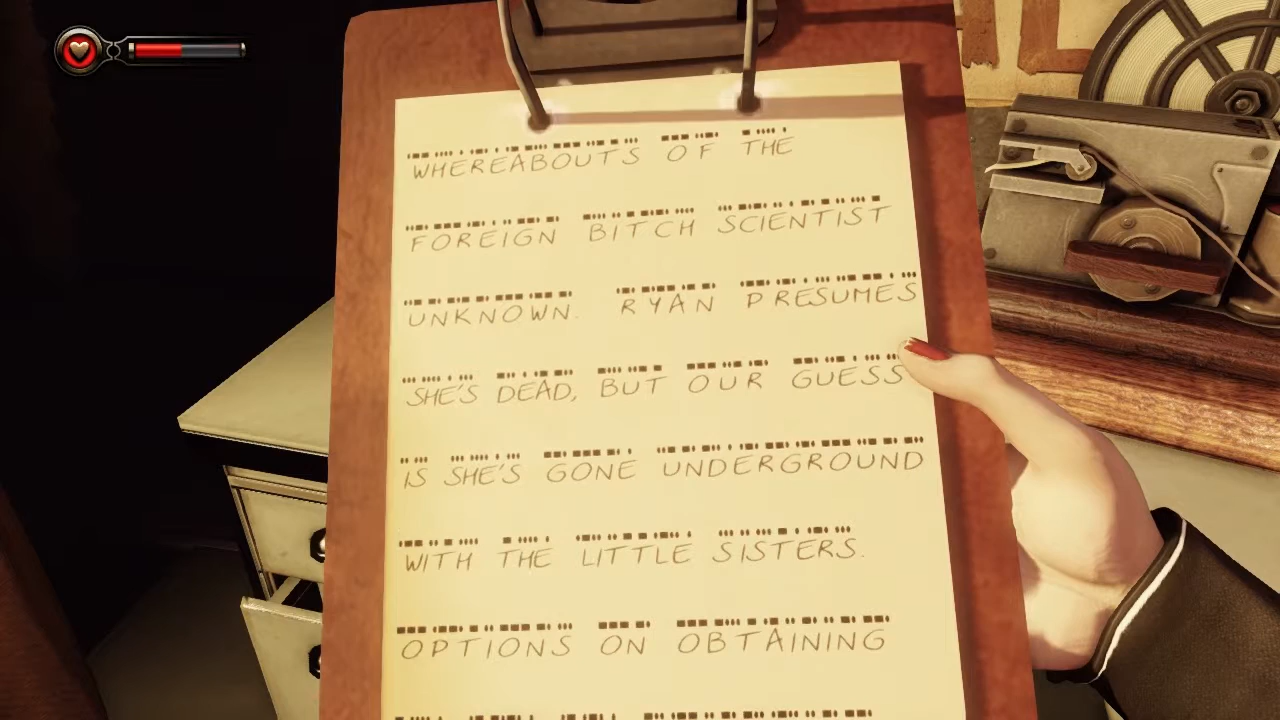 WHEREABOUTS OF THE
FOREIGN BITCH SCIENTIST
UNKNOWN. RYAN PRESUMES
SHE'S DEAD, BUT OUR GUESS
IS SHE'S GONE UNDERGROUND
WITH THE LITTLE SISTERS.
OPTIONS ON OBTAINING